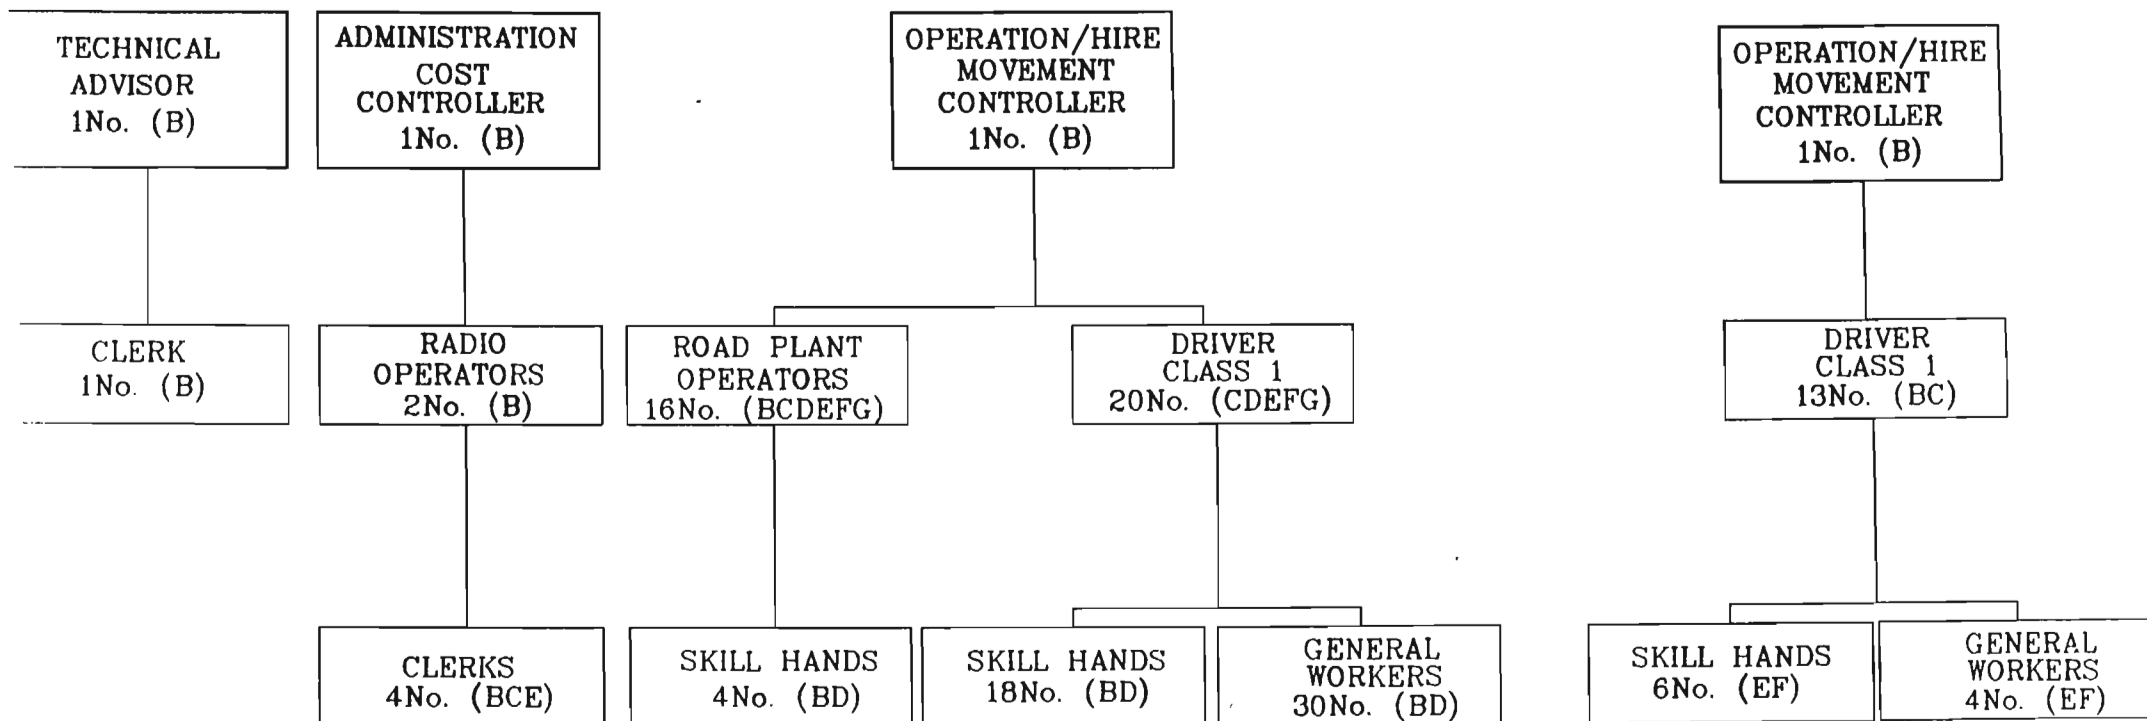 TECHNICAL
ADVISOR
1No. (B)
ADMINISTRATION
COST
CONTROLLER
1No. (B)
OPERATION/HIRE
MOVEMENT
CONTROLLER
1No. (B)
OPERATION/HIRE
MOVEMENT
CONTROLLER
1No. (B)
CLERK
1No. (B)
RADIO
OPERATORS
2No. (B)
ROAD PLANT
OPERATORS
16No. (BCDEFG)
DRIVER
CLASS 1
20No. (CDEFG)
DRIVER
CLASS 1
13No. (BC)
CLERKS
4No. (BCE)
SKILL HANDS
4No. (BD)
SKILL HANDS
18No. (BD)
GENERAL
WORKERS
30No. (BD)
SKILL HANDS
6No. (EF)
GENERAL
WORKERS
4No. (EF)